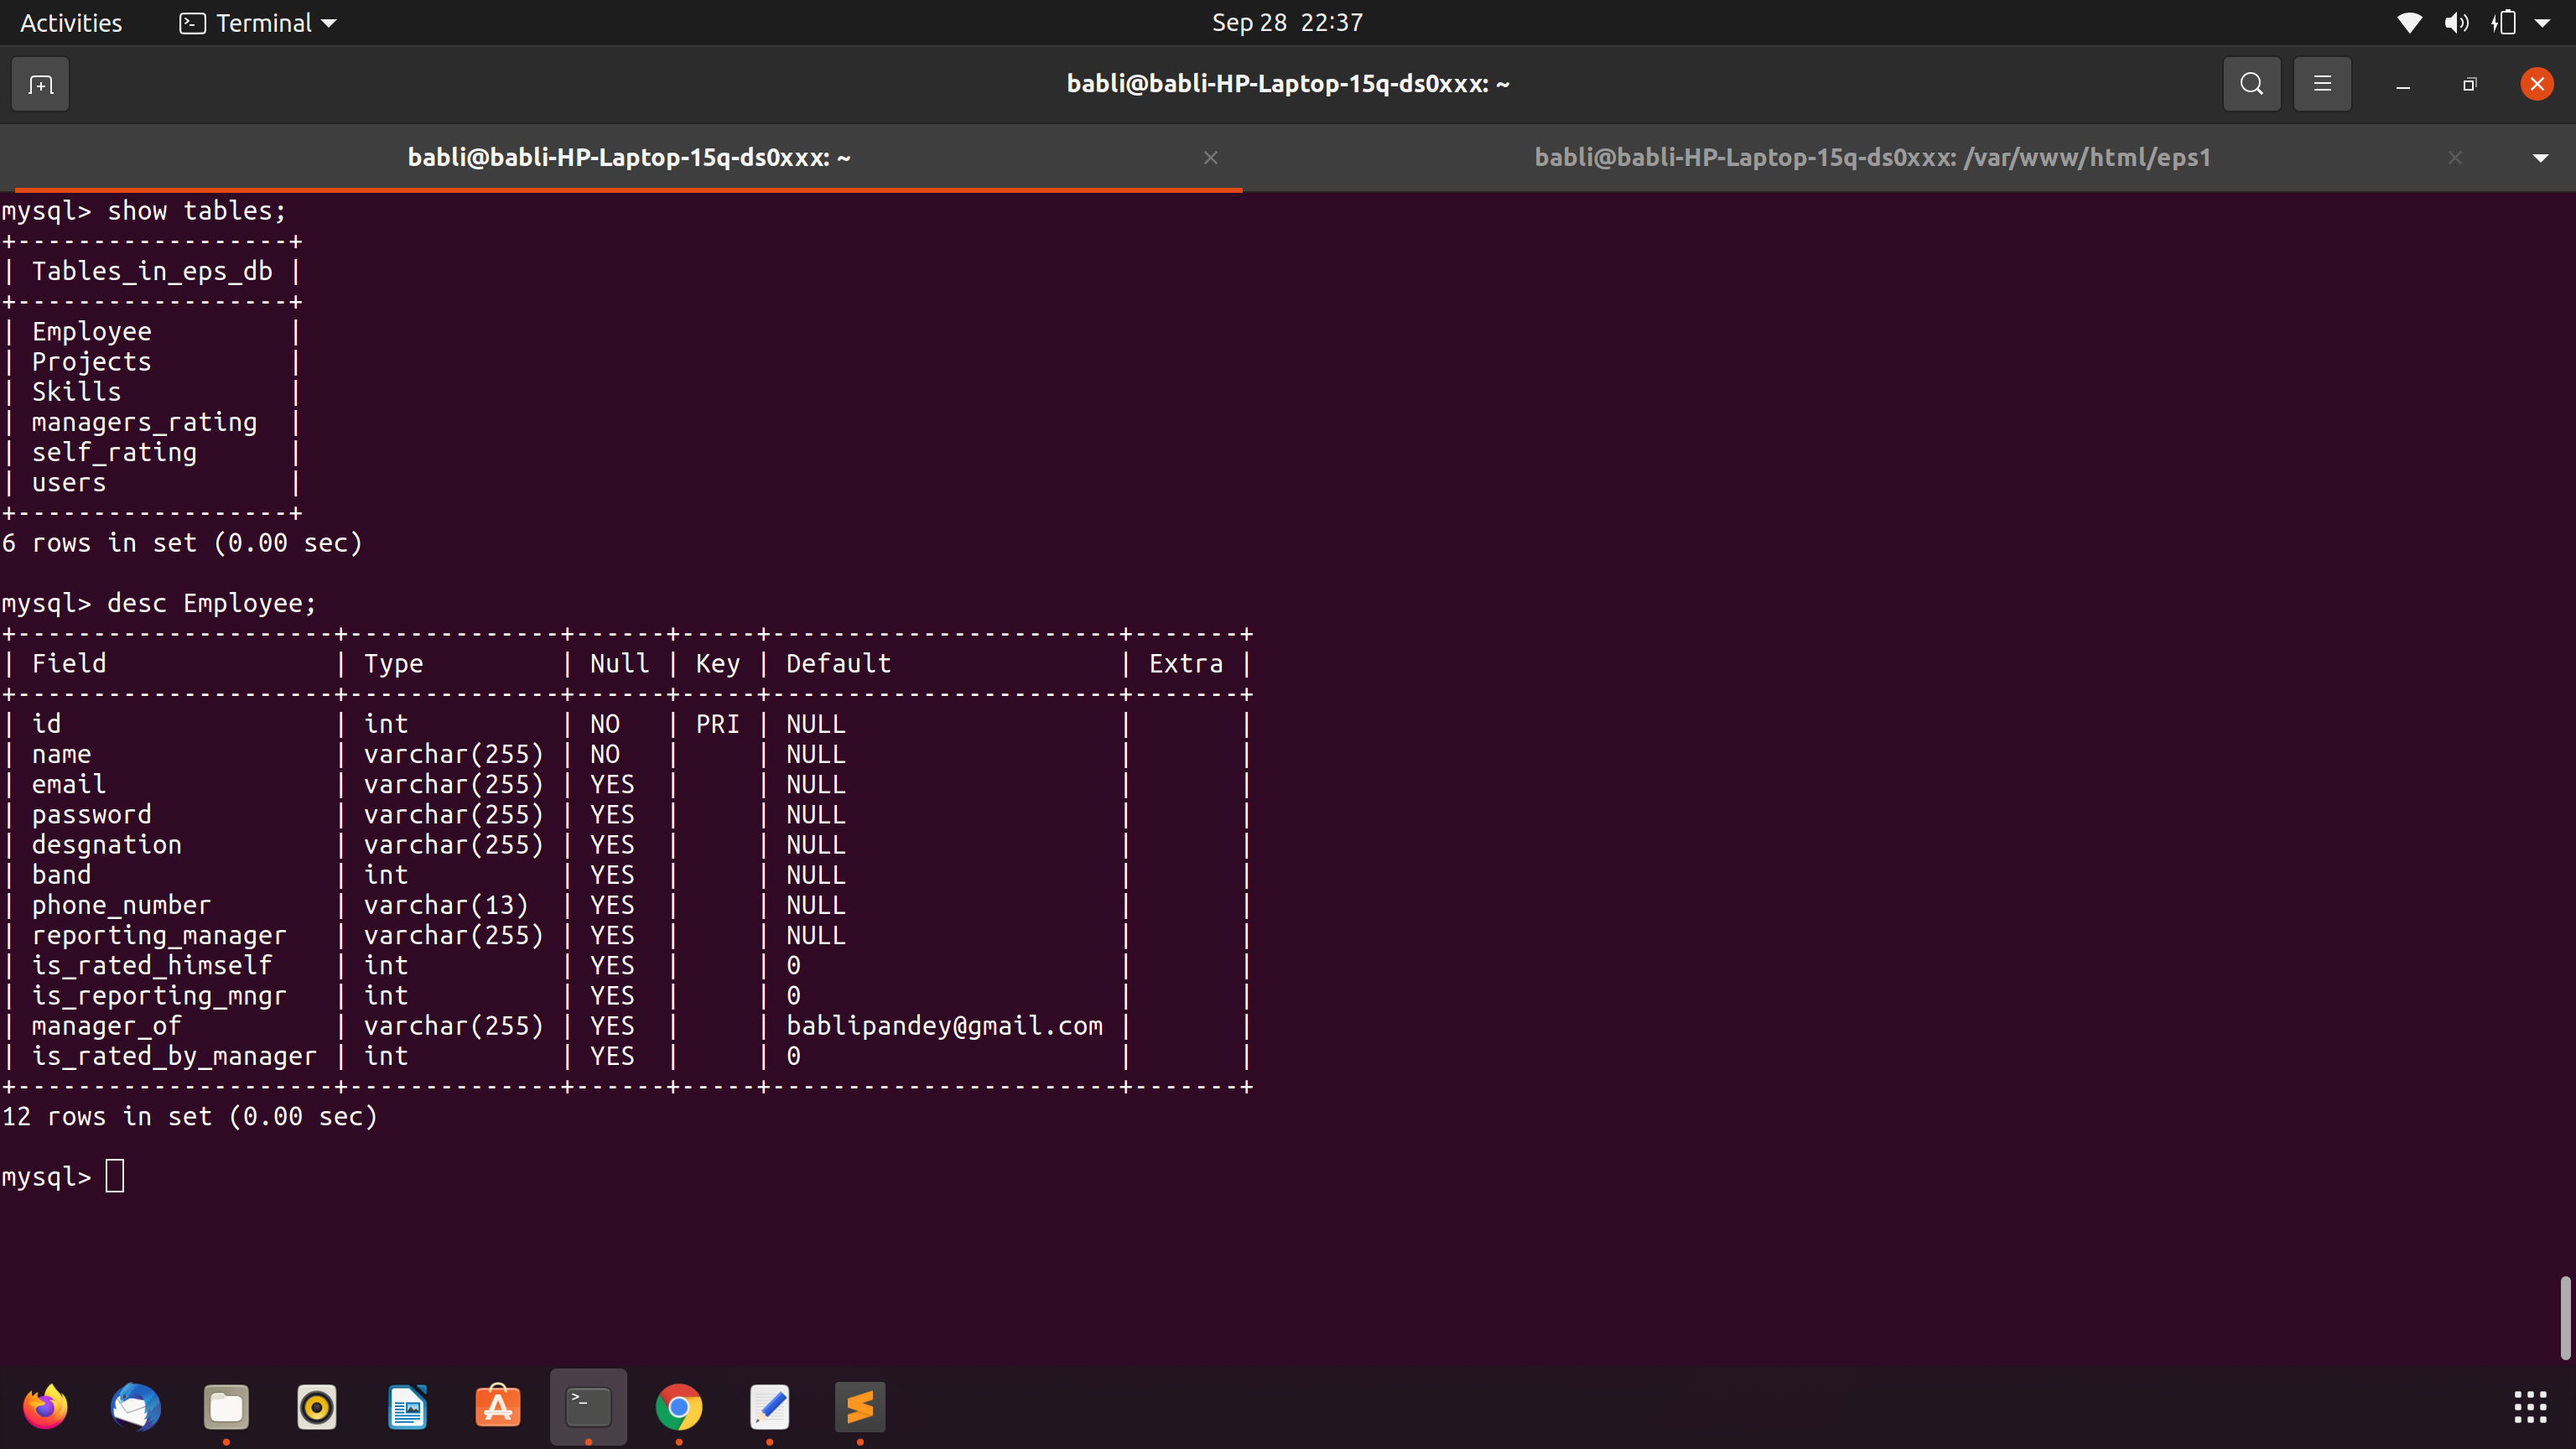 Activities Terminal Sep 28 22:37
babli@babli-HP-Laptop-15q-ds0xxx: ~
babli@babli-HP-Laptop-15q-ds0xxx: ~ babli@babli-HP-Laptop-15q-ds0xxx: /var/www/html/eps1
mysql> show tables;
+------------------+
| Tables_in_eps_db |
+------------------+
| Employee         |
| Projects         |
| Skills           |
| managers_rating  |
| self_rating      |
| users            |
+------------------+
6 rows in set (0.00 sec)
mysql> desc Employee;
+---------------------+--------------+------+-----+-----------------------+-------+
| Field               | Type         | Null | Key | Default               | Extra |
+---------------------+--------------+------+-----+-----------------------+-------+
| id                  | int          | NO   | PRI | NULL                  |       |
| name                | varchar(255) | NO   |     | NULL                  |       |
| email               | varchar(255) | YES  |     | NULL                  |       |
| password            | varchar(255) | YES  |     | NULL                  |       |
| desgnation          | varchar(255) | YES  |     | NULL                  |       |
| band                | int          | YES  |     | NULL                  |       |
| phone_number        | varchar(13)  | YES  |     | NULL                  |       |
| reporting_manager   | varchar(255) | YES  |     | NULL                  |       |
| is_rated_himself    | int          | YES  |     | 0                     |       |
| is_reporting_mngr   | int          | YES  |     | 0                     |       |
| manager_of          | varchar(255) | YES  |     | bablipandey@gmail.com |       |
| is_rated_by_manager | int          | YES  |     | 0                     |       |
+---------------------+--------------+------+-----+-----------------------+-------+
12 rows in set (0.00 sec)
mysql>